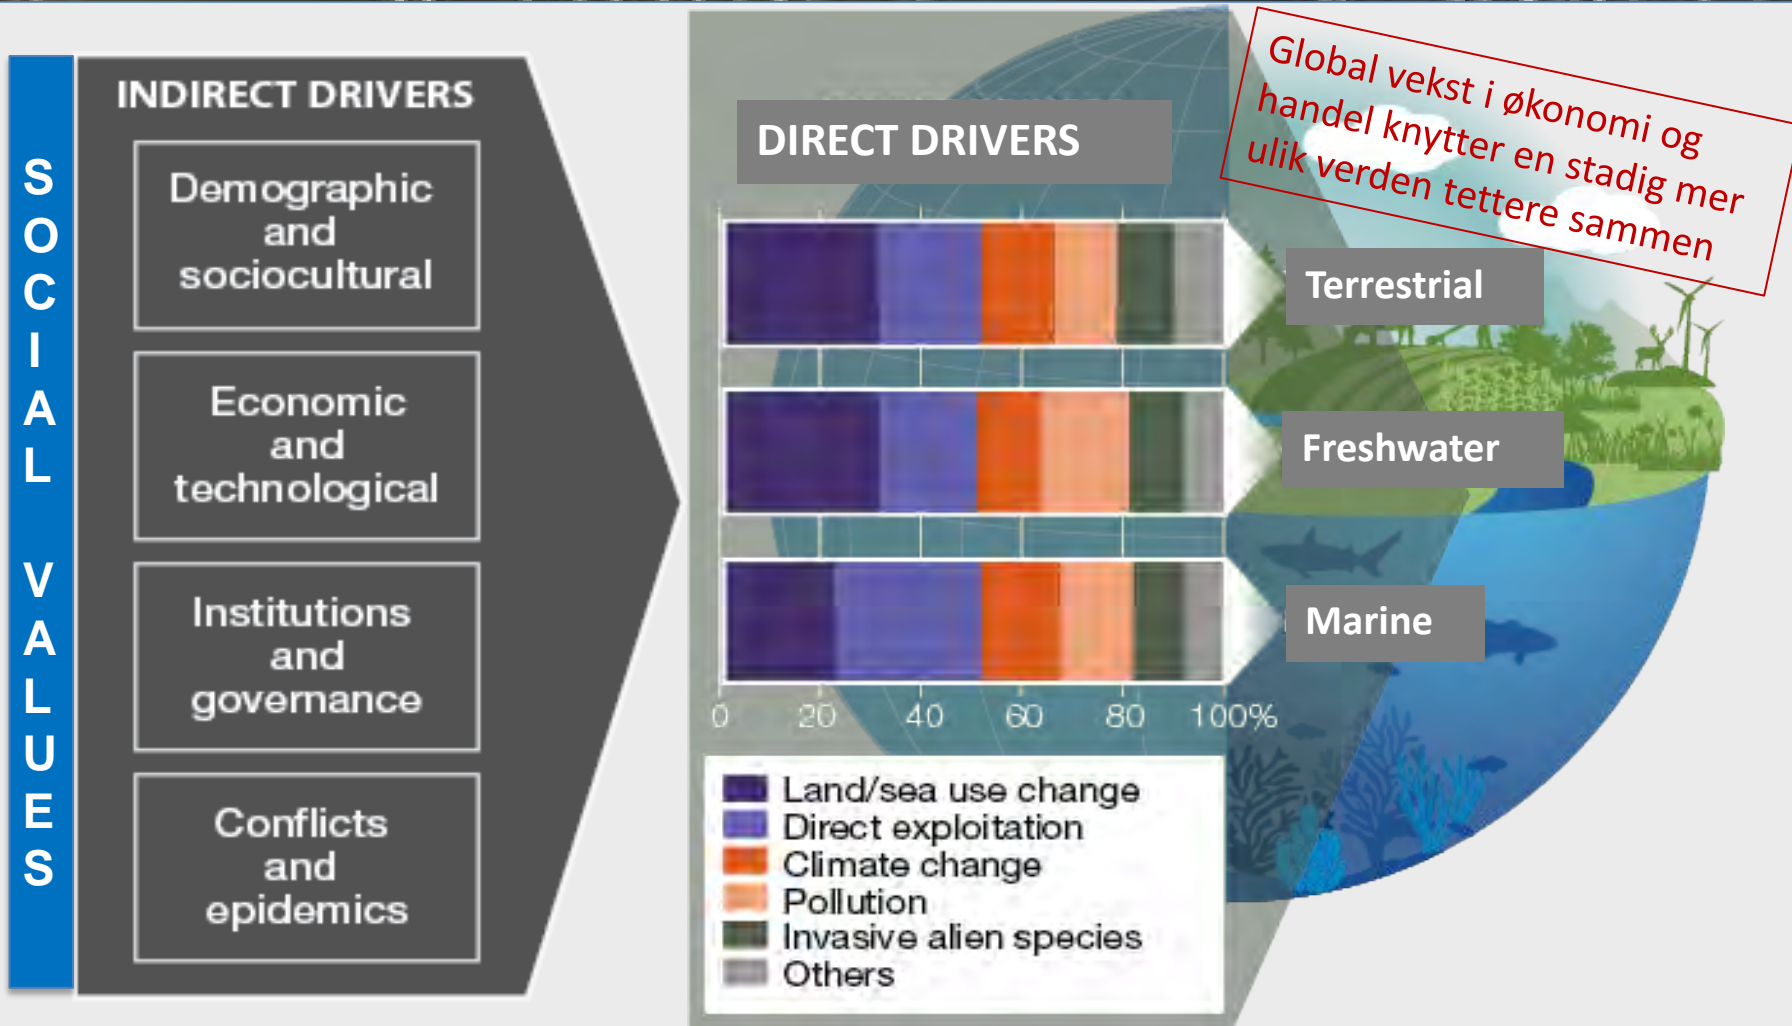 SOCIAL VALUES
INDIRECT DRIVERS
Demographic
and
sociocultural
Economic
and
technological
Institutions
and
governance
Conflicts
and
epidemics
DIRECT DRIVERS
Global vekst i økonomi og
handel knytter en stadig mer
ulik verden tettere sammen
Terrestrial
Freshwater
Marine
0 20 40 60 80 100%
Land/sea use change
Direct exploitation
Climate change
Pollution
Invasive alien species
Others